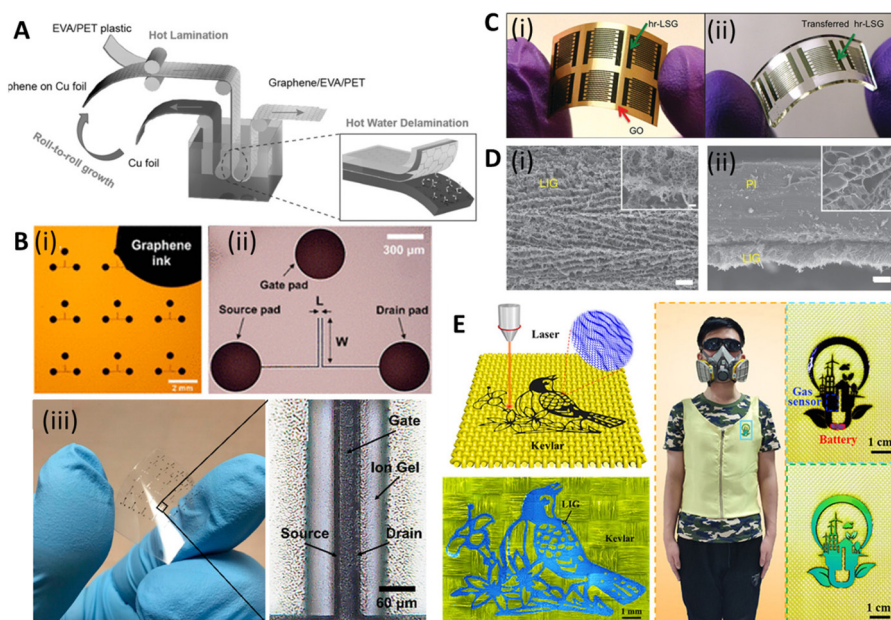 A
EVA/PET plastic
Hot Lamination
phene on Cu foil
Graphene/EVA/PET
Roll-to-roll growth
Cu foil
Hot Water Delamination
B
(i)
Graphene
ink
2 mm
(ii)
300 μm
Gate pad
Source pad
L
Drain pad
W
(iii)
Gate
Ion Gel
Source
Drain
60 μm
C
(i)
hr-LSG
GO
(ii)
Transferred hr-LSG
D
(i)
LIG
(ii)
PI
LIG
E
Laser
Kevlar
LIG
Kevlar
1 mm
Gas
sensor
Battery
1 cm
1 cm